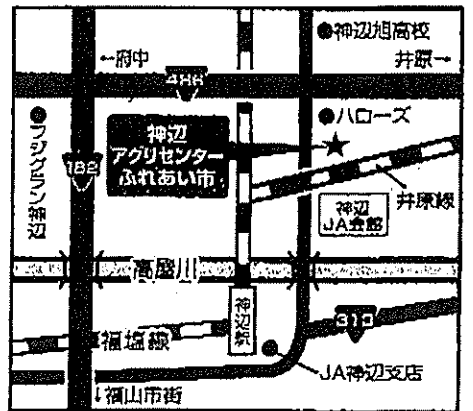 神辺旭高校
←府中
井原→
486
ハローズ
フジグラン神辺
神辺
アグリセンター
ふれあい市
182
井原線
神辺
JA会館
高屋川
神辺駅
313
福塩線
JA神辺支店
↓福山市街